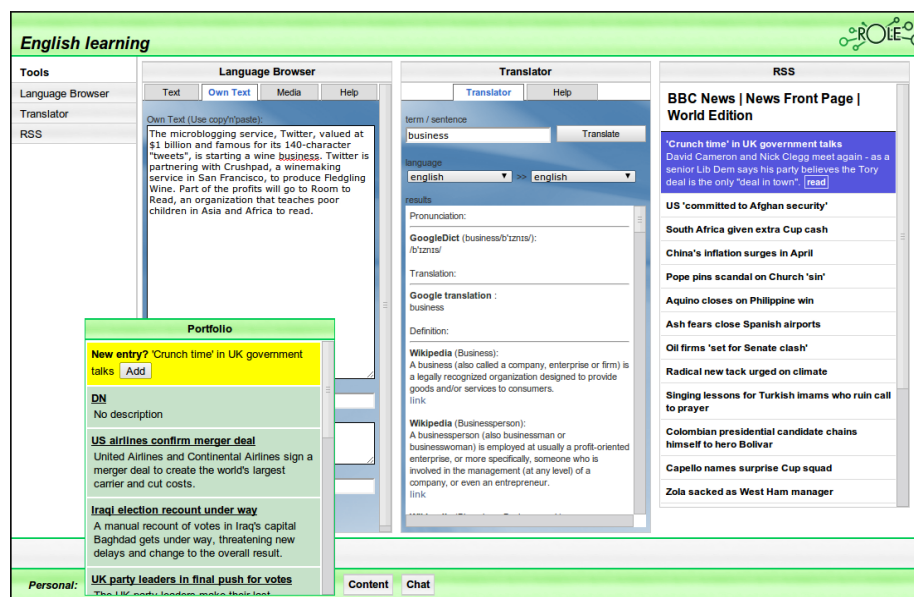 English learning
ROLE
Tools
Language Browser
Translator
RSS
Language Browser
Text
Own Text
Media
Help
Own Text (Use copy'n'paste):
The microblogging service, Twitter, valued at
$1 billion and famous for its 140-character
"tweets", is starting a wine business. Twitter is
partnering with Crushpad, a winemaking
service in San Francisco, to produce Fledgling
Wine. Part of the profits will go to Room to
Read, an organization that teaches poor
children in Asia and Africa to read.
Translator
Translator
Help
term / sentence
business
Translate
language
english
>>
english
results
Pronunciation:
GoogleDict (business/b'ɪznɪs/):
/b'ɪznɪs/
Translation:
Google translation :
business
Definition:
Wikipedia (Business):
A business (also called a company, enterprise or firm) is
a legally recognized organization designed to provide
goods and/or services to consumers.
link
Wikipedia (Businessperson):
A businessperson (also businessman or
businesswoman) is employed at usually a profit-oriented
enterprise, or more specifically, someone who is
involved in the management (at any level) of a
company, or even an entrepreneur.
link
RSS
BBC News | News Front Page |
World Edition
'Crunch time' in UK government talks
David Cameron and Nick Clegg meet again - as a
senior Lib Dem says his party believes the Tory
deal is the only "deal in town". read
US 'committed to Afghan security'
South Africa given extra Cup cash
China's inflation surges in April
Pope pins scandal on Church 'sin'
Aquino closes on Philippine win
Ash fears close Spanish airports
Oil firms 'set for Senate clash'
Radical new tack urged on climate
Singing lessons for Turkish imams who ruin call
to prayer
Colombian presidential candidate chains
himself to hero Bolivar
Capello names surprise Cup squad
Zola sacked as West Ham manager
Portfolio
New entry? 'Crunch time' in UK government
talks Add
DN
No description
US airlines confirm merger deal
United Airlines and Continental Airlines sign a
merger deal to create the world's largest
carrier and cut costs.
Iraqi election recount under way
A manual recount of votes in Iraq's capital
Baghdad gets under way, threatening new
delays and change to the overall result.
UK party leaders in final push for votes
The UK party leaders make their last
Personal:
Content
Chat